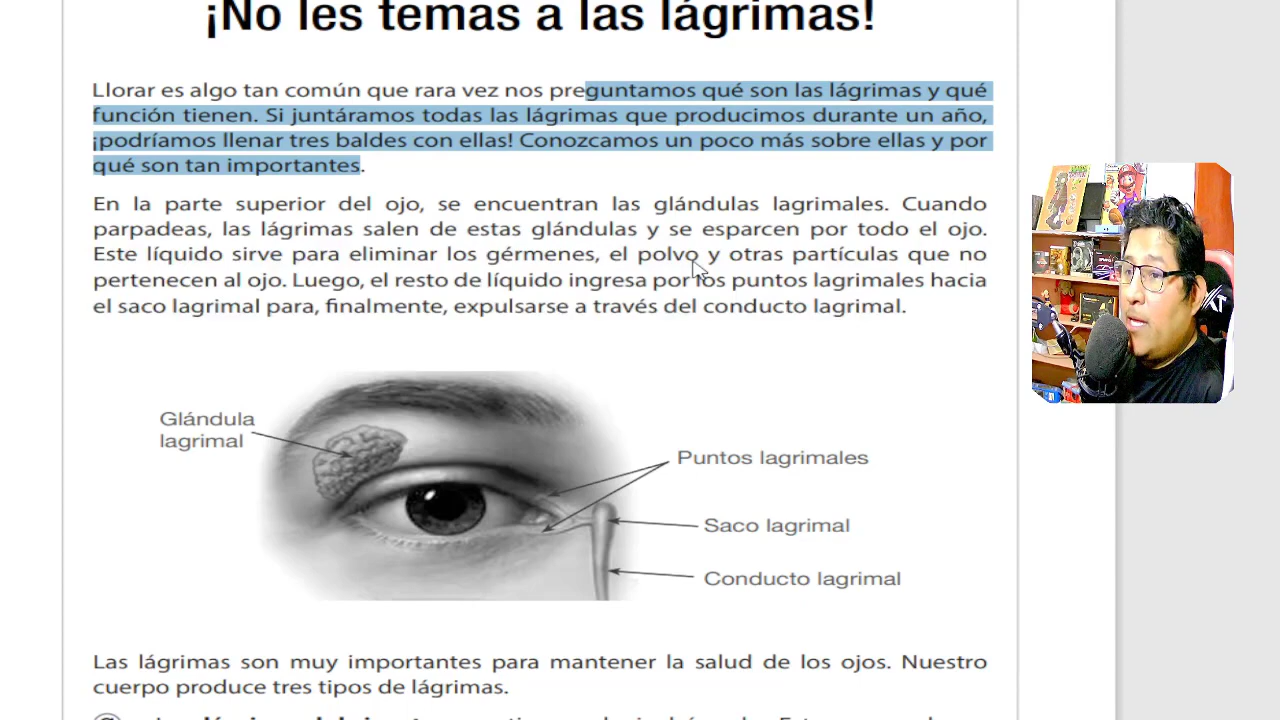 ¡No les temas a las lágrimas!
Llorar es algo tan común que rara vez nos preguntamos qué son las lágrimas y qué
función tienen. Si juntáramos todas las lágrimas que producimos durante un año,
¡podríamos llenar tres baldes con ellas! Conozcamos un poco más sobre ellas y por
qué son tan importantes.
En la parte superior del ojo, se encuentran las glándulas lagrimales. Cuando
parpadeas, las lágrimas salen de estas glándulas y se esparcen por todo el ojo.
Este líquido sirve para eliminar los gérmenes, el polvo y otras partículas que no
pertenecen al ojo. Luego, el resto de líquido ingresa por los puntos lagrimales hacia
el saco lagrimal para, finalmente, expulsarse a través del conducto lagrimal.
Glándula
lagrimal
Puntos lagrimales
Saco lagrimal
Conducto lagrimal
Las lágrimas son muy importantes para mantener la salud de los ojos. Nuestro
cuerpo produce tres tipos de lágrimas.